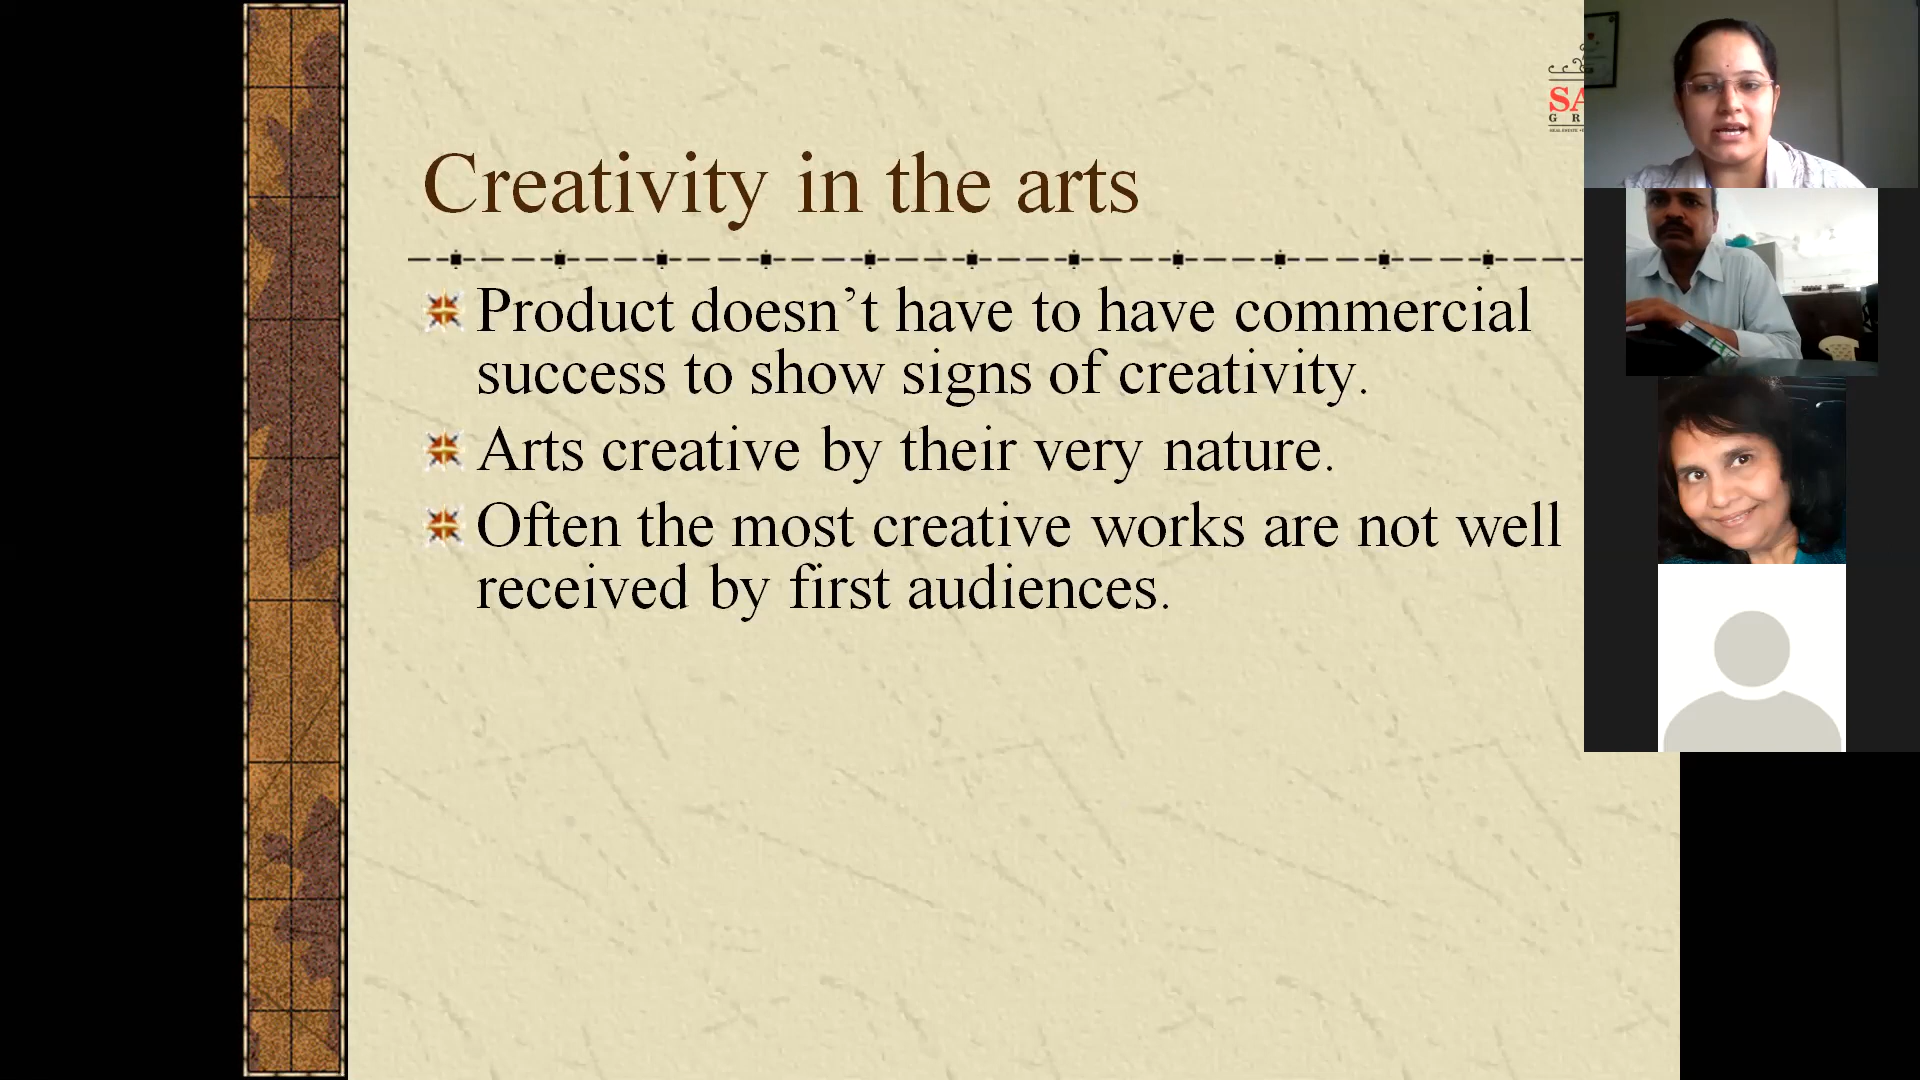 Creativity in the arts
Product doesn’t have to have commercial
success to show signs of creativity.
Arts creative by their very nature.
Often the most creative works are not well
received by first audiences.